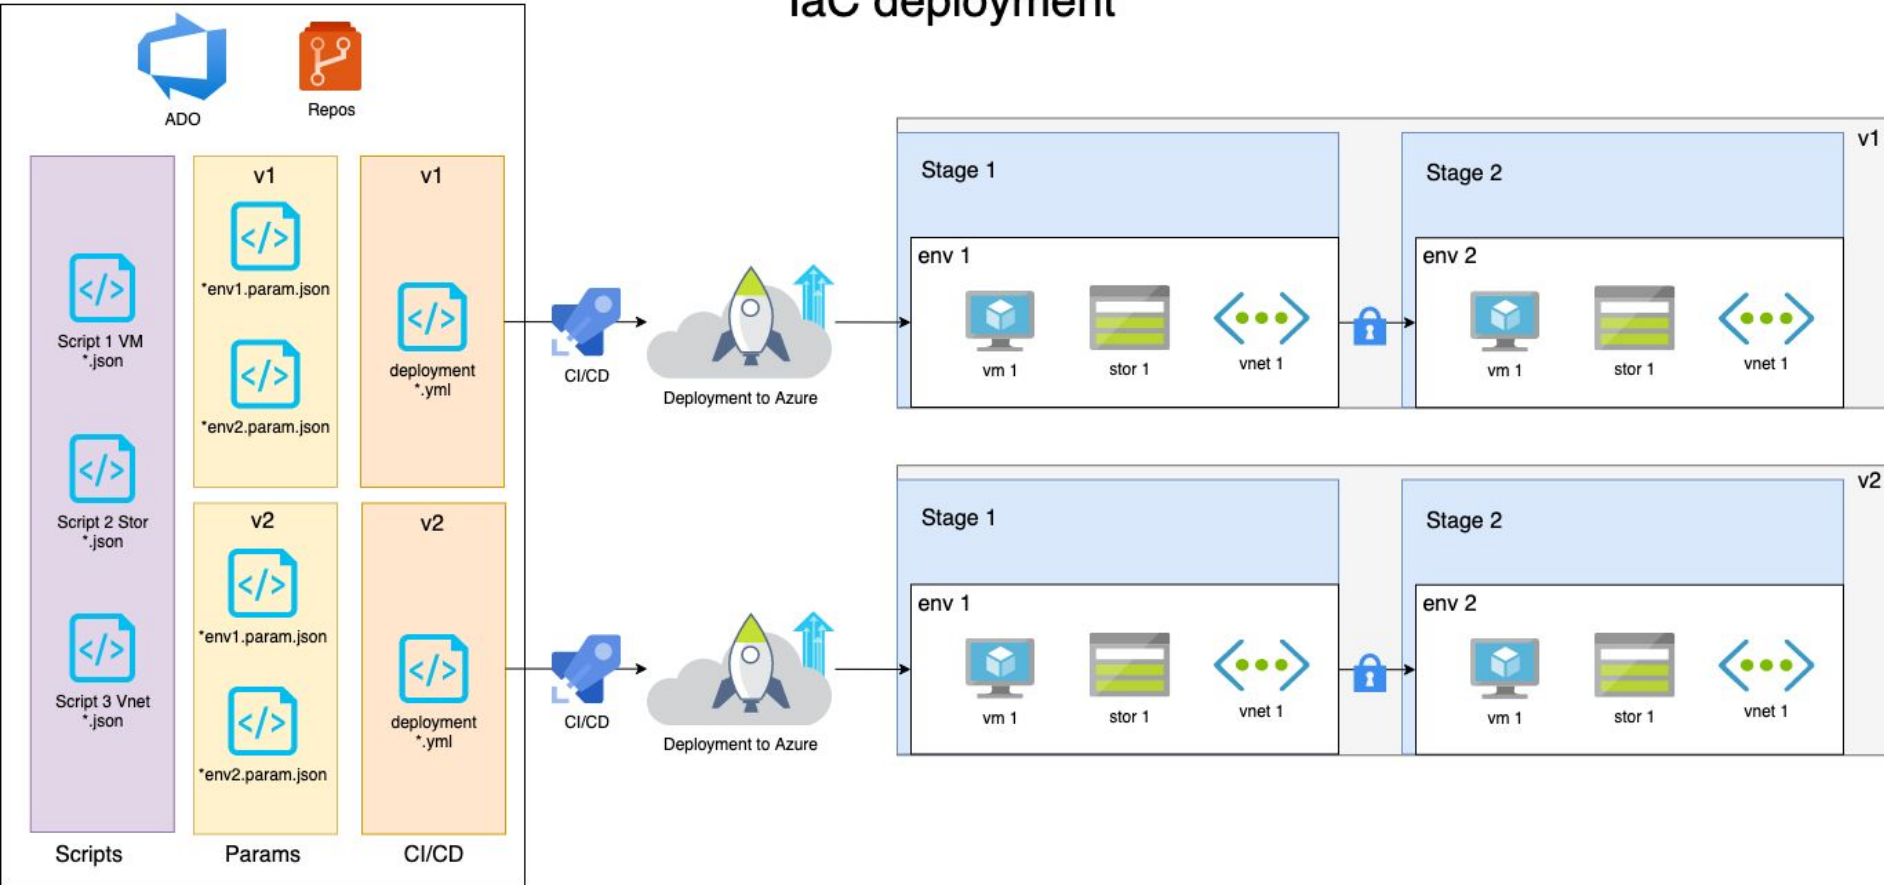 IaC deployment
ADO
Repos
Script 1 VM
*.json
Script 2 Stor
*.json
Script 3 Vnet
*.json
Scripts
v1
*env1.param.json
*env2.param.json
v2
*env1.param.json
*env2.param.json
Params
v1
deployment
*.yml
v2
deployment
*.yml
CI/CD
CI/CD
Deployment to Azure
v1
Stage 1
env 1
vm 1
stor 1
vnet 1
Stage 2
env 2
vm 1
stor 1
vnet 1
CI/CD
Deployment to Azure
v2
Stage 1
env 1
vm 1
stor 1
vnet 1
Stage 2
env 2
vm 1
stor 1
vnet 1